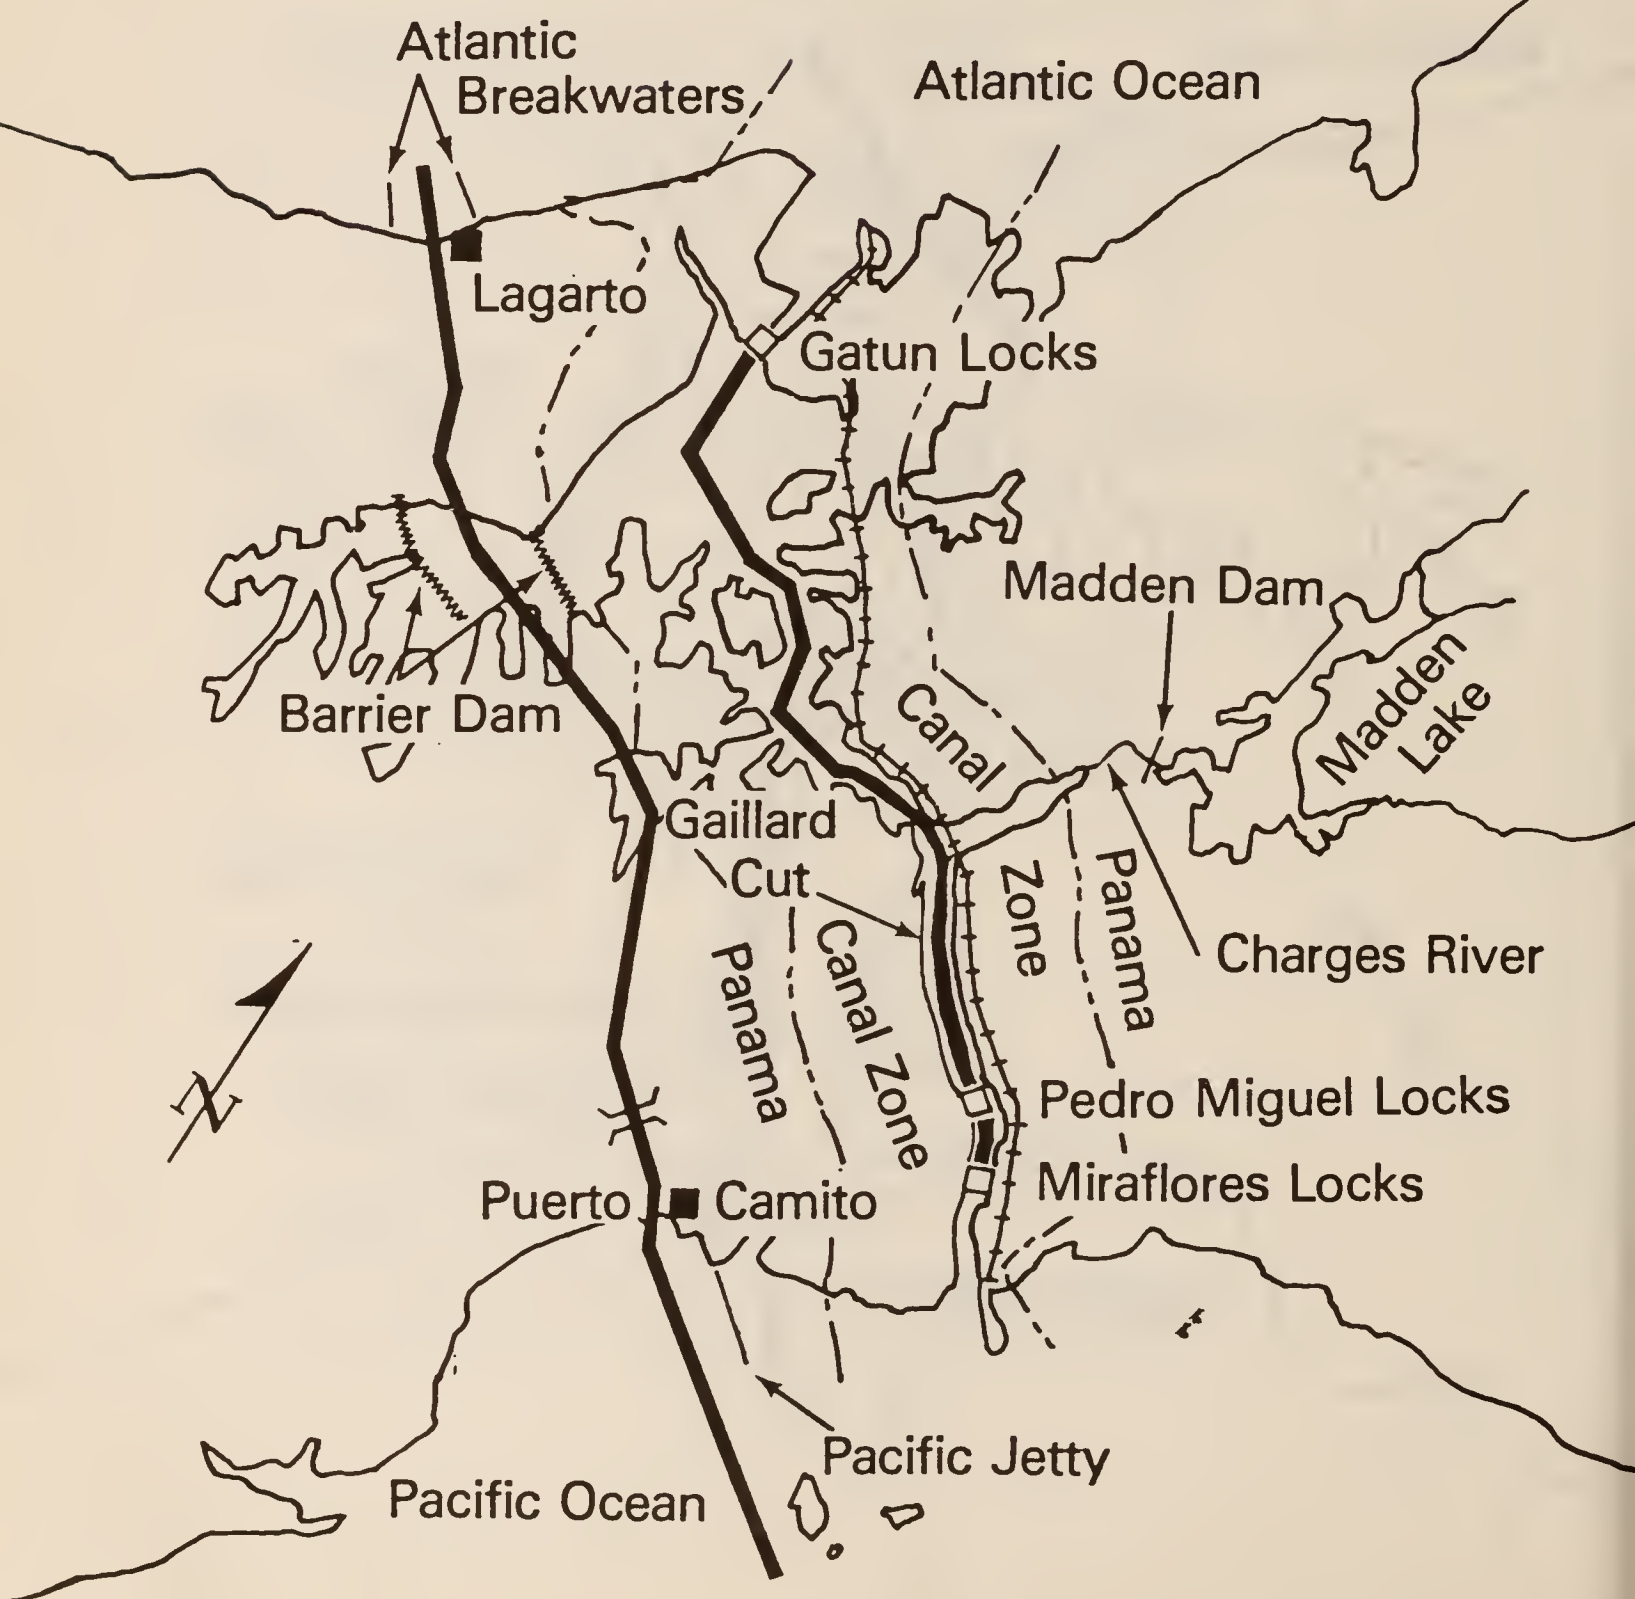 Atlantic
Breakwaters
Atlantic Ocean
Lagarto
Gatun Locks
Madden Dam
Madden
Lake
Barrier Dam
Canal
Zone
Gaillard
Cut
Panama
Charges River
Panama
Canal Zone
N
Pedro Miguel Locks
Miraflores Locks
Puerto Camito
Pacific Jetty
Pacific Ocean